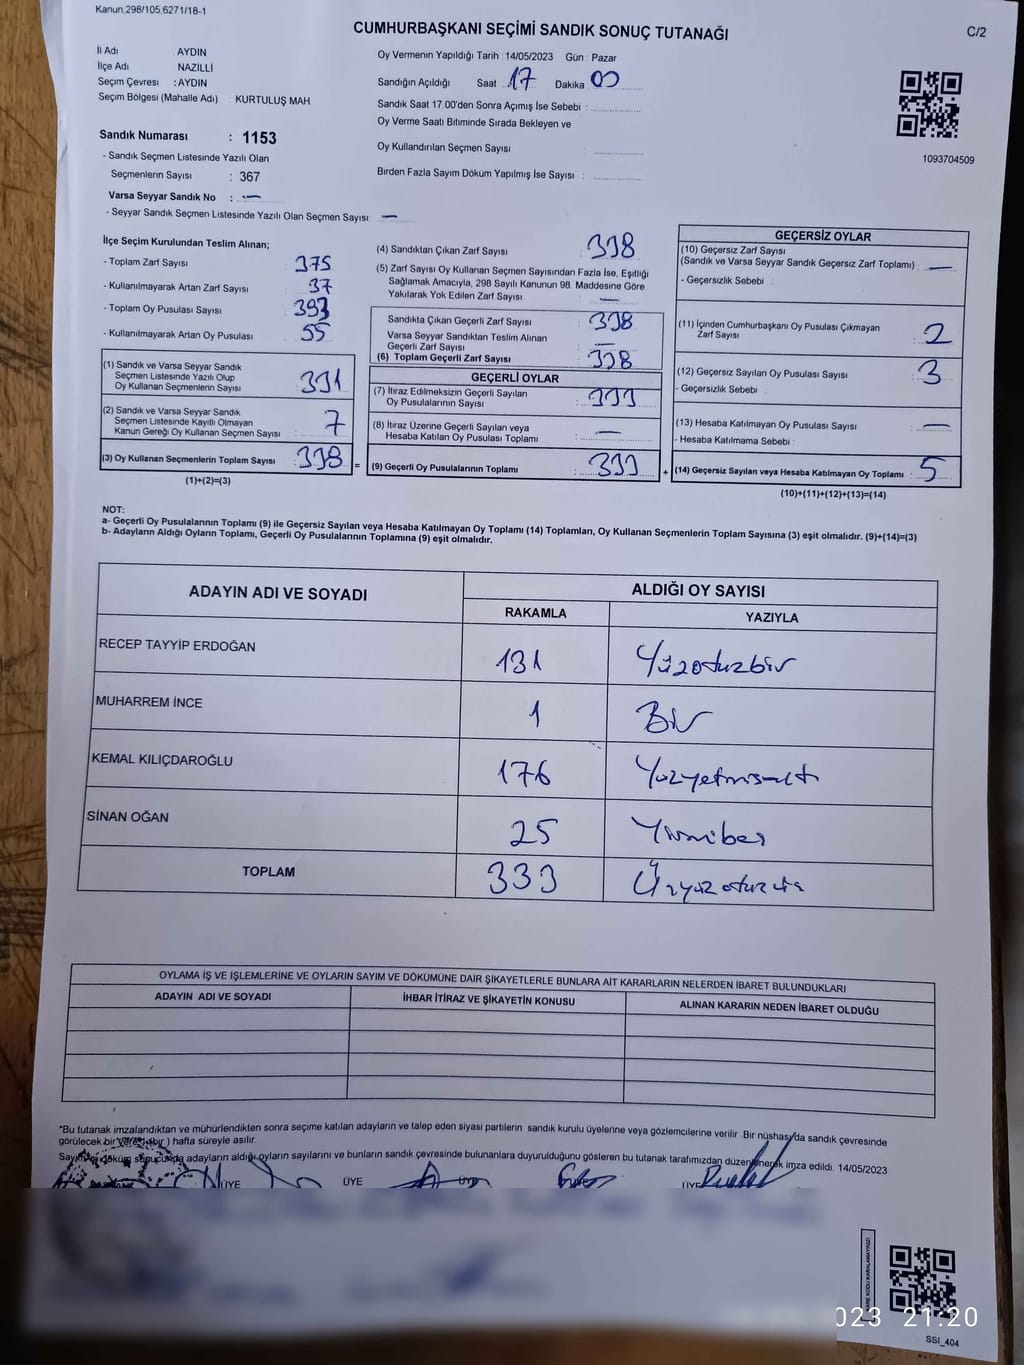 Kanun.298/105,6271/18-1
CUMHURBAŞKANI SEÇİMİ SANDIK SONUÇ TUTANAĞI
C/2
İl Adı : AYDIN
İlçe Adı : NAZİLLİ
Seçim Çevresi : AYDIN
Seçim Bölgesi (Mahalle Adı) : KURTULUŞ MAH
Oy Vermenin Yapıldığı Tarih : 14/05/2023 Gün : Pazar
Sandığın Açıldığı Saat 17 Dakika 00
Sandık Saat 17.00'den Sonra Açımış İse Sebebi :
Oy Verme Saati Bitiminde Sırada Bekleyen ve
Oy Kullandırılan Seçmen Sayısı :
Birden Fazla Sayım Döküm Yapılmış İse Sayısı :
1093704509
Sandık Numarası : 1153
- Sandık Seçmen Listesinde Yazılı Olan
Seçmenlerin Sayısı : 367
Varsa Seyyar Sandık No : —
- Seyyar Sandık Seçmen Listesinde Yazılı Olan Seçmen Sayısı: —
İlçe Seçim Kurulundan Teslim Alınan;
- Toplam Zarf Sayısı : 375
- Kullanılmayarak Artan Zarf Sayısı : 37
- Toplam Oy Pusulası Sayısı : 393
- Kullanılmayarak Artan Oy Pusulası : 55
(1) Sandık ve Varsa Seyyar Sandık
Seçmen Listesinde Yazılı Olup
Oy Kullanan Seçmenlerin Sayısı : 331
(2) Sandık ve Varsa Seyyar Sandık
Seçmen Listesinde Kayıtlı Olmayan
Kanun Gereği Oy Kullanan Seçmen Sayısı : 7
(3) Oy Kullanan Seçmenlerin Toplam Sayısı : 338 =
(1)+(2)=(3)
(4) Sandıktan Çıkan Zarf Sayısı : 338
(5) Zarf Sayısı Oy Kullanan Seçmen Sayısından Fazla İse, Eşitliği
Sağlamak Amacıyla, 298 Sayılı Kanunun 98. Maddesine Göre
Yakılarak Yok Edilen Zarf Sayısı : —
Sandıkta Çıkan Geçerli Zarf Sayısı : 338
Varsa Seyyar Sandıktan Teslim Alınan
Geçerli Zarf Sayısı : —
(6) Toplam Geçerli Zarf Sayısı : 338
GEÇERLİ OYLAR
(7) İtiraz Edilmeksizin Geçerli Sayılan
Oy Pusulalarının Sayısı : 333
(8) İtiraz Üzerine Geçerli Sayılan veya
Hesaba Katılan Oy Pusulası Toplamı : —
(9) Geçerli Oy Pusulalarının Toplamı : 333 +
GEÇERSİZ OYLAR
(10) Geçersiz Zarf Sayısı
(Sandık ve Varsa Seyyar Sandık Geçersiz Zarf Toplamı) : —
- Geçersizlik Sebebi :
(11) İçinden Cumhurbaşkanı Oy Pusulası Çıkmayan
Zarf Sayısı : 2
(12) Geçersiz Sayılan Oy Pusulası Sayısı : 3
- Geçersizlik Sebebi :
(13) Hesaba Katılmayan Oy Pusulası Sayısı : —
- Hesaba Katılmama Sebebi :
(14) Geçersiz Sayılan veya Hesaba Katılmayan Oy Toplamı : 5
(10)+(11)+(12)+(13)=(14)
NOT:
a- Geçerli Oy Pusulalarının Toplamı (9) ile Geçersiz Sayılan veya Hesaba Katılmayan Oy Toplamı (14) Toplamları, Oy Kullanan Seçmenlerin Toplam Sayısına (3) eşit olmalıdır. (9)+(14)=(3)
b- Adayların Aldığı Oyların Toplamı, Geçerli Oy Pusulalarının Toplamına (9) eşit olmalıdır.
ADAYIN ADI VE SOYADI
ALDIĞI OY SAYISI
RAKAMLA YAZIYLA
RECEP TAYYİP ERDOĞAN 131 Yüzotuzbir
MUHARREM İNCE 1 Bir
KEMAL KILIÇDAROĞLU 176 Yüzyetmişaltı
SİNAN OĞAN 25 Yirmibeş
TOPLAM 333 Üçyüzotuzüç
OYLAMA İŞ VE İŞLEMLERİNE VE OYLARIN SAYIM VE DÖKÜMÜNE DAİR ŞİKAYETLERLE BUNLARA AİT KARARLARIN NELERDEN İBARET BULUNDUKLARI
ADAYIN ADI VE SOYADI İHBAR İTİRAZ VE ŞİKAYETİN KONUSU ALINAN KARARIN NEDEN İBARET OLDUĞU
*Bu tutanak imzalandıktan ve mühürlendikten sonra seçime katılan adayların ve talep eden siyasi partilerin sandık kurulu üyelerine veya gözlemcilerine verilir. Bir nüshası da sandık çevresinde
görülecek bir yere (bir) hafta süreyle asılır.
Sayım ve döküm sonucunda adayların aldığı oyların sayılarını ve bunların sandık çevresinde bulunanlara duyurulduğunu gösteren bu tutanak tarafımızdan düzenlenerek imza edildi. 14/05/2023
ÜYE ÜYE ÜYE ÜYE ÜYE
2023 21:20
SSI_404